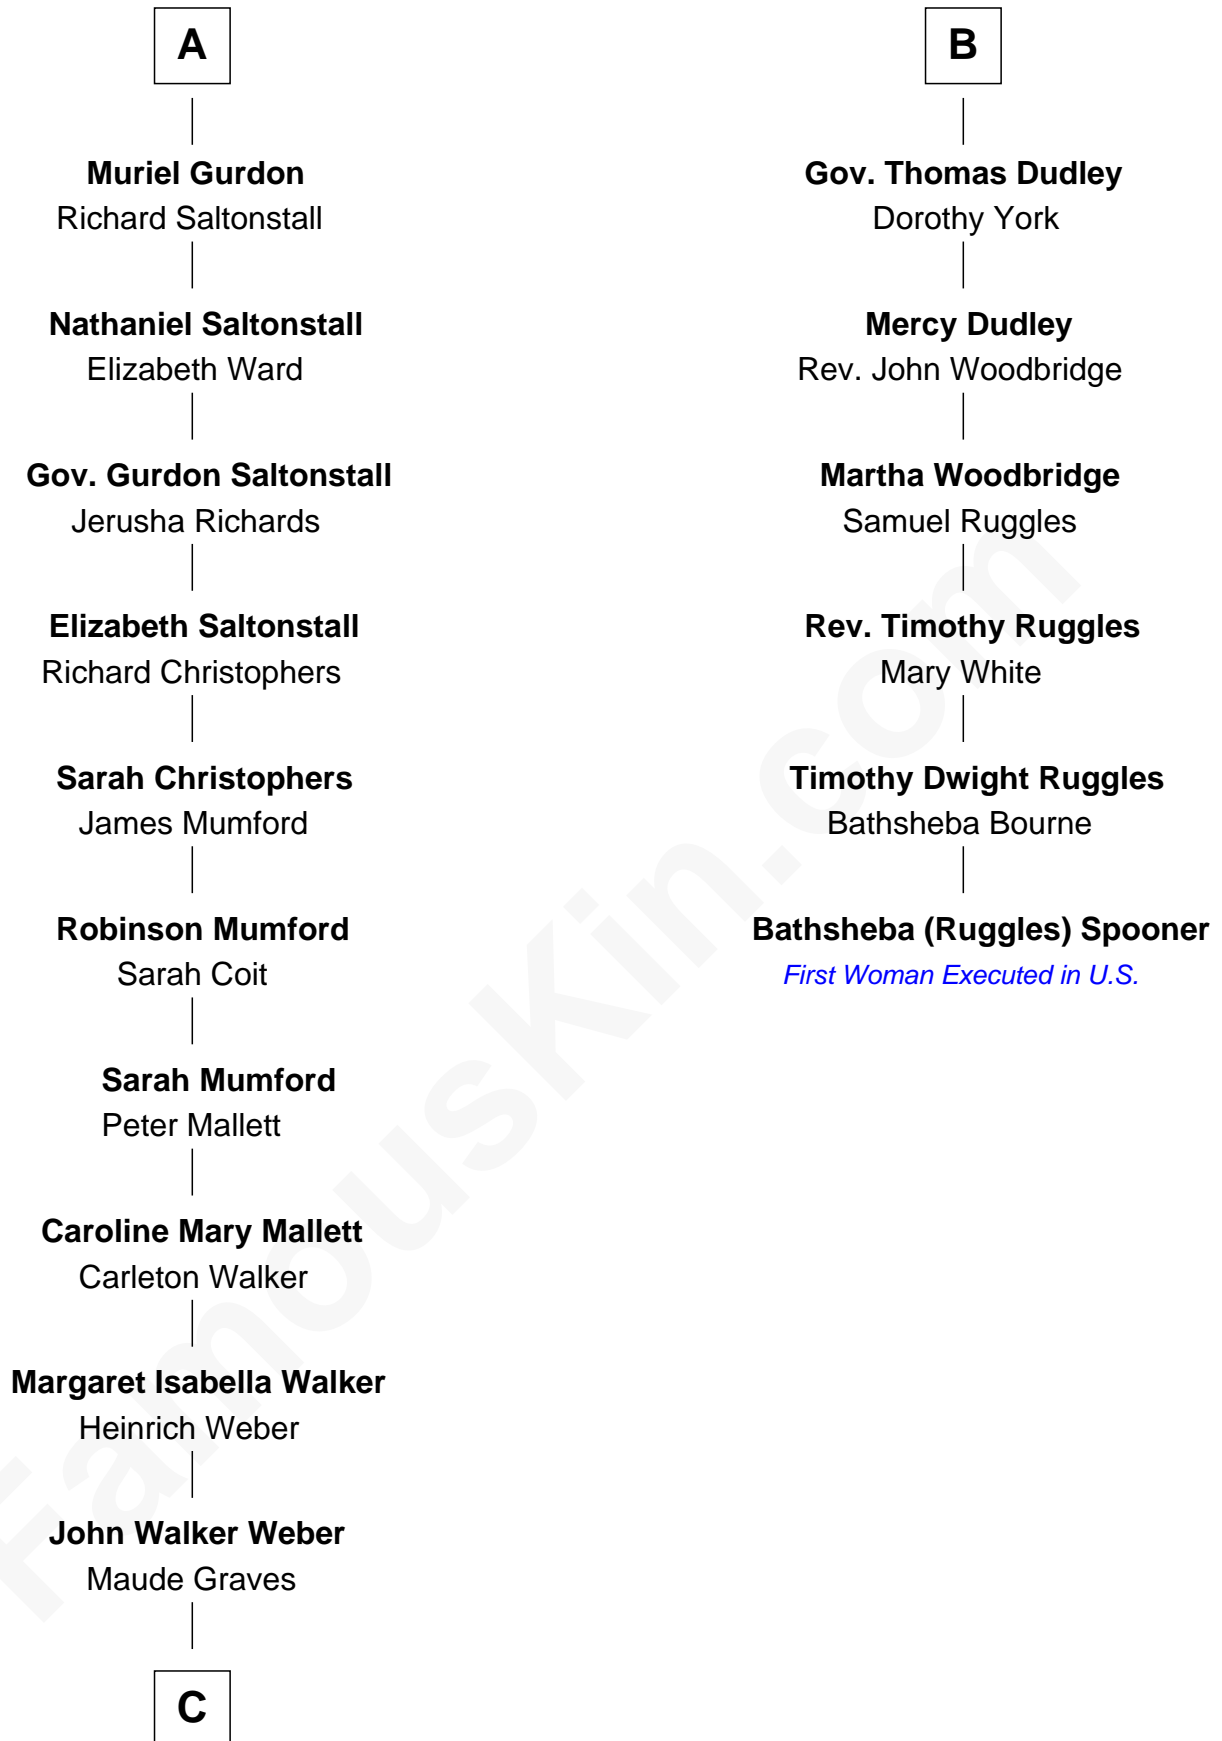 A
Muriel Gurdon
Richard Saltonstall
Nathaniel Saltonstall
Elizabeth Ward
Gov. Gurdon Saltonstall
Jerusha Richards
Elizabeth Saltonstall
Richard Christophers
Sarah Christophers
James Mumford
Robinson Mumford
Sarah Coit
Sarah Mumford
Peter Mallett
Caroline Mary Mallett
Carleton Walker
Margaret Isabella Walker
Heinrich Weber
John Walker Weber
Maude Graves
C
B
Gov. Thomas Dudley
Dorothy York
Mercy Dudley
Rev. John Woodbridge
Martha Woodbridge
Samuel Ruggles
Rev. Timothy Ruggles
Mary White
Timothy Dwight Ruggles
Bathsheba Bourne
Bathsheba (Ruggles) Spooner
First Woman Executed in U.S.
FamousKin.com